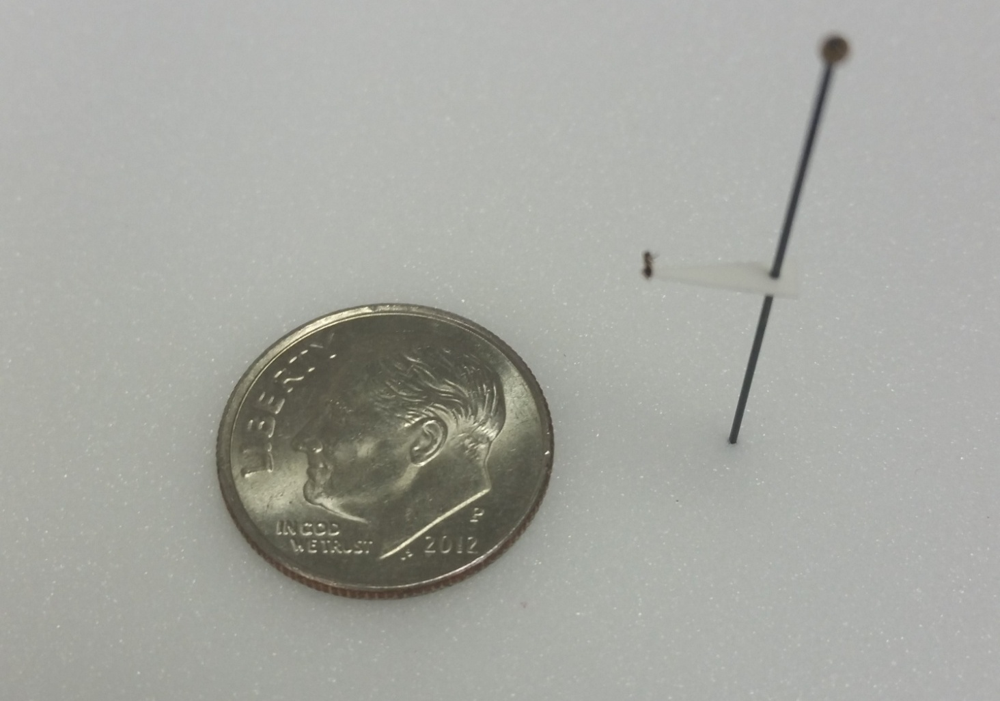 LIBERTY
IN GOD
WE TRUST
P
2012